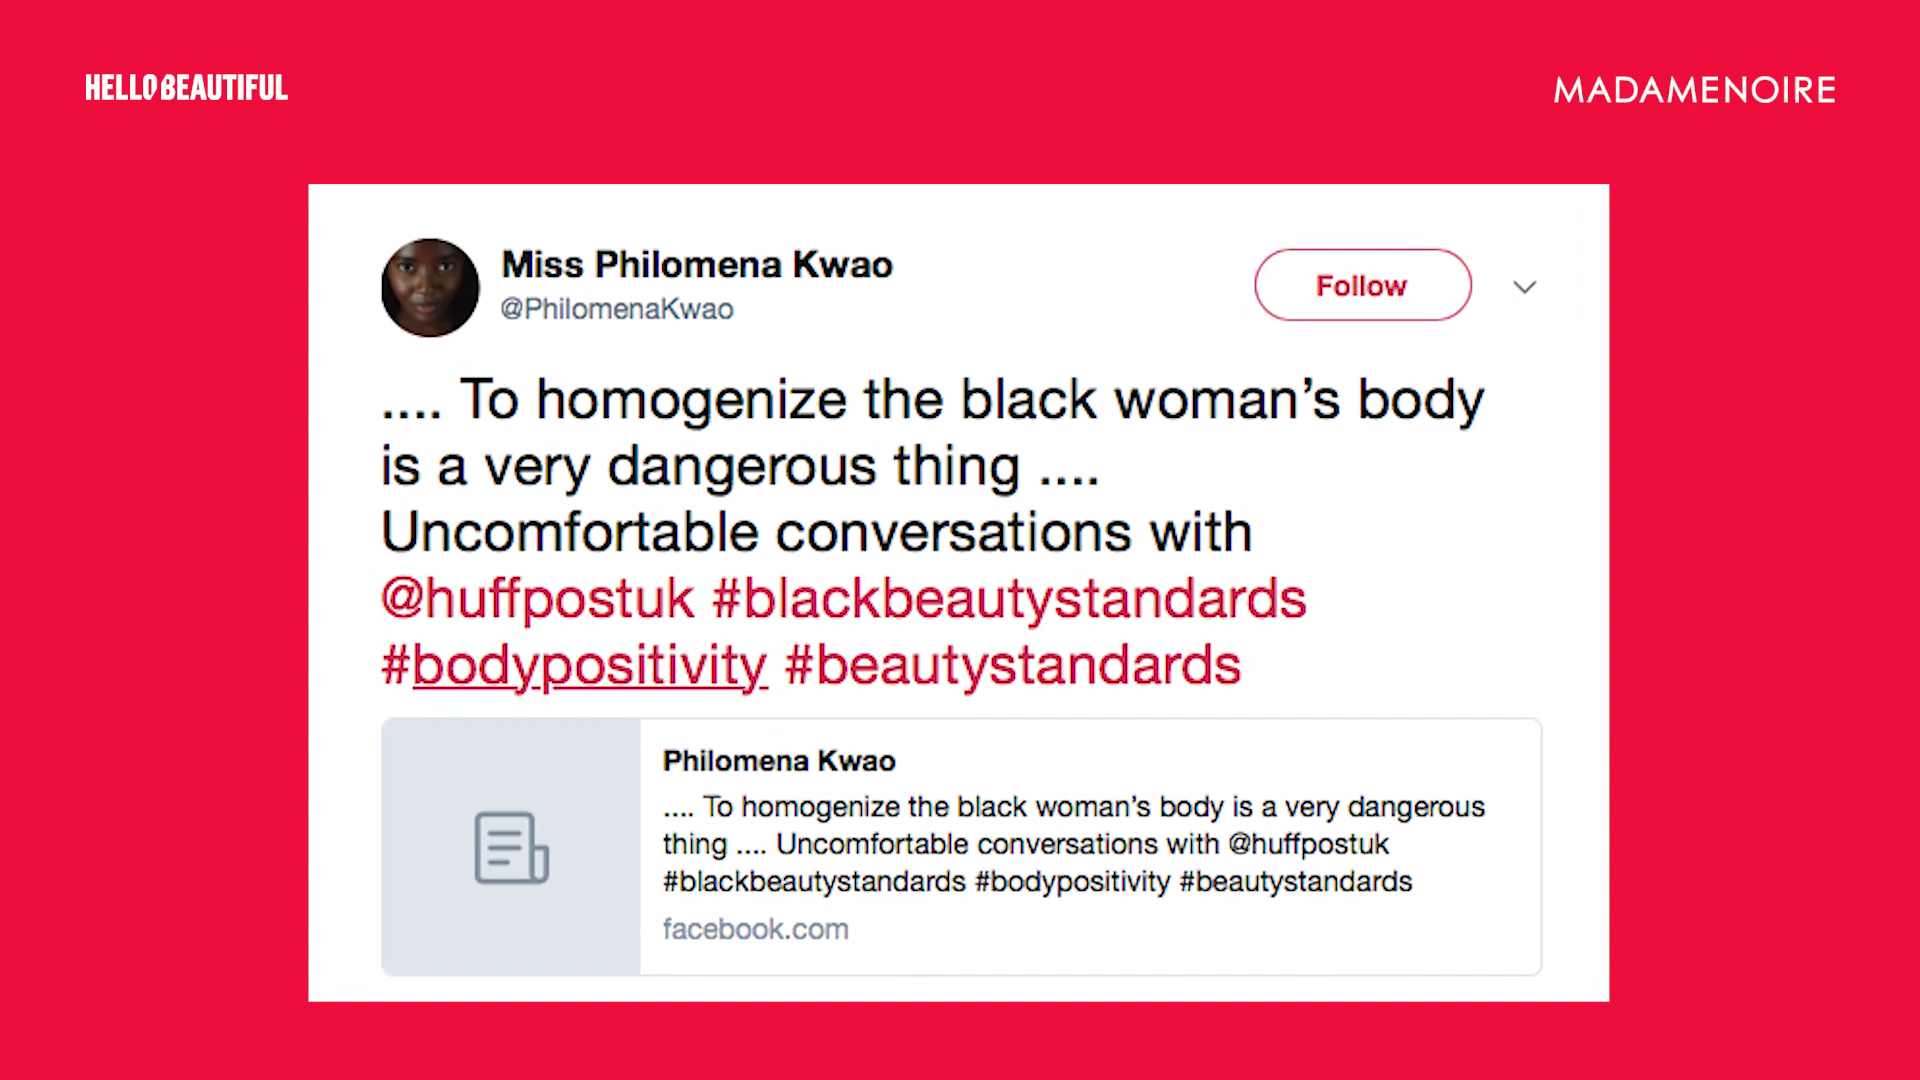 HELLOBEAUTIFUL
MADAMENOIRE
Miss Philomena Kwao
@PhilomenaKwao
Follow
.... To homogenize the black woman’s body
is a very dangerous thing ....
Uncomfortable conversations with
@huffpostuk #blackbeautystandards
#bodypositivity #beautystandards
Philomena Kwao
.... To homogenize the black woman’s body is a very dangerous
thing .... Uncomfortable conversations with @huffpostuk
#blackbeautystandards #bodypositivity #beautystandards
facebook.com